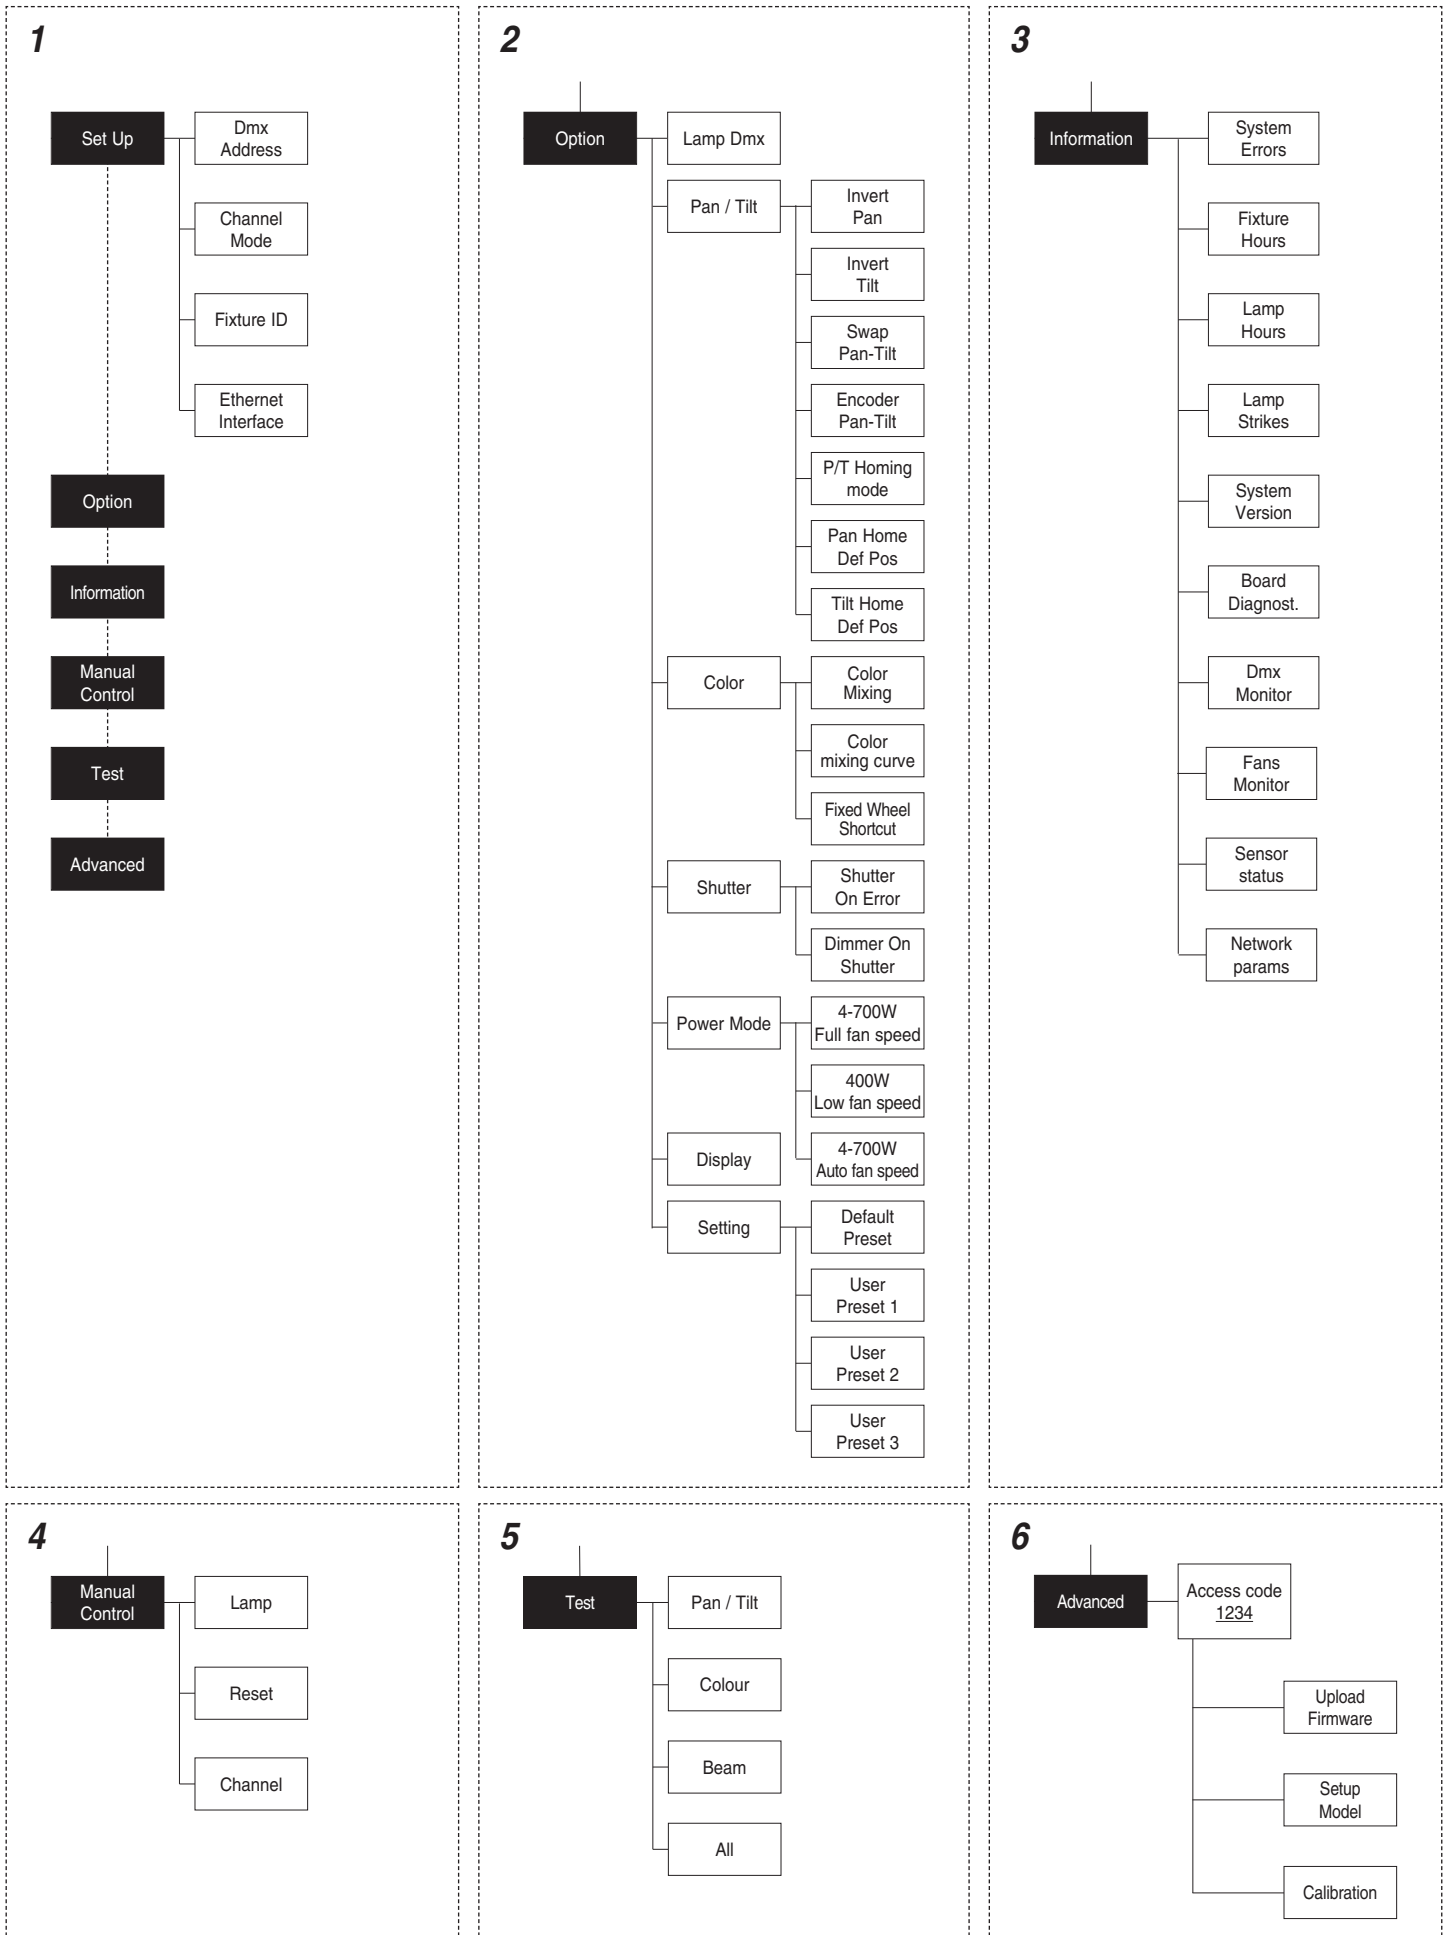 1
Set Up
Dmx
Address
Channel
Mode
Fixture ID
Ethernet
Interface
Option
Information
Manual
Control
Test
Advanced
2
Option
Lamp Dmx
Pan / Tilt
Invert
Pan
Invert
Tilt
Swap
Pan-Tilt
Encoder
Pan-Tilt
P/T Homing
mode
Pan Home
Def Pos
Tilt Home
Def Pos
Color
Color
Mixing
Color
mixing curve
Fixed Wheel
Shortcut
Shutter
Shutter
On Error
Dimmer On
Shutter
Power Mode
4-700W
Full fan speed
400W
Low fan speed
4-700W
Auto fan speed
Display
Setting
Default
Preset
User
Preset 1
User
Preset 2
User
Preset 3
3
Information
System
Errors
Fixture
Hours
Lamp
Hours
Lamp
Strikes
System
Version
Board
Diagnost.
Dmx
Monitor
Fans
Monitor
Sensor
status
Network
params
4
Manual
Control
Lamp
Reset
Channel
5
Test
Pan / Tilt
Colour
Beam
All
6
Advanced
Access code
1234
Upload
Firmware
Setup
Model
Calibration